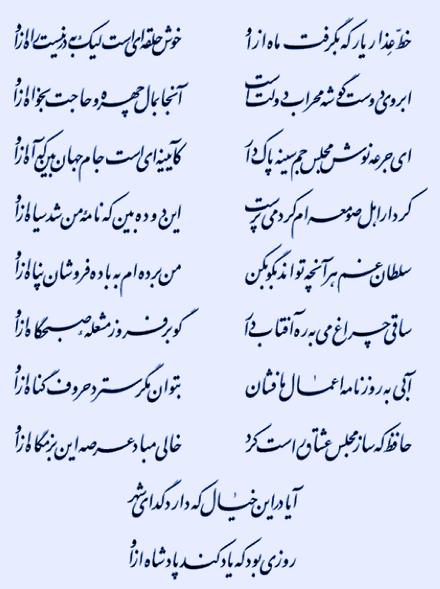 خط عذار یار که بگرفت ماه از او خوش حلقه‌ای است لیک به در نیست راه از او
ابروی دوست گوشه محراب دولت است آنجا بمال چهره و حاجت بخواه از او
ای جرعه نوش مجلس جم سینه پاک دار کآیینه‌ای است جام جهان بین که آه از او
کردار اهل صومعه‌ام کرد می پرست این دود بین که نامه من شد سیاه از او
سلطان غم هر آنچه تواند بگو بکن من برده‌ام به باده فروشان پناه از او
ساقی چراغ می به ره آفتاب دار گو برفروز مشعله صبحگاه از او
آبی به روزنامه اعمال ما فشان بتوان مگر سترد حروف گناه از او
حافظ که ساز مجلس عشاق راست کرد خالی مباد عرصه این بزمگاه از او
آیا در این خیال که دارد گدای شهر
روزی بود که یاد کند پادشاه از او